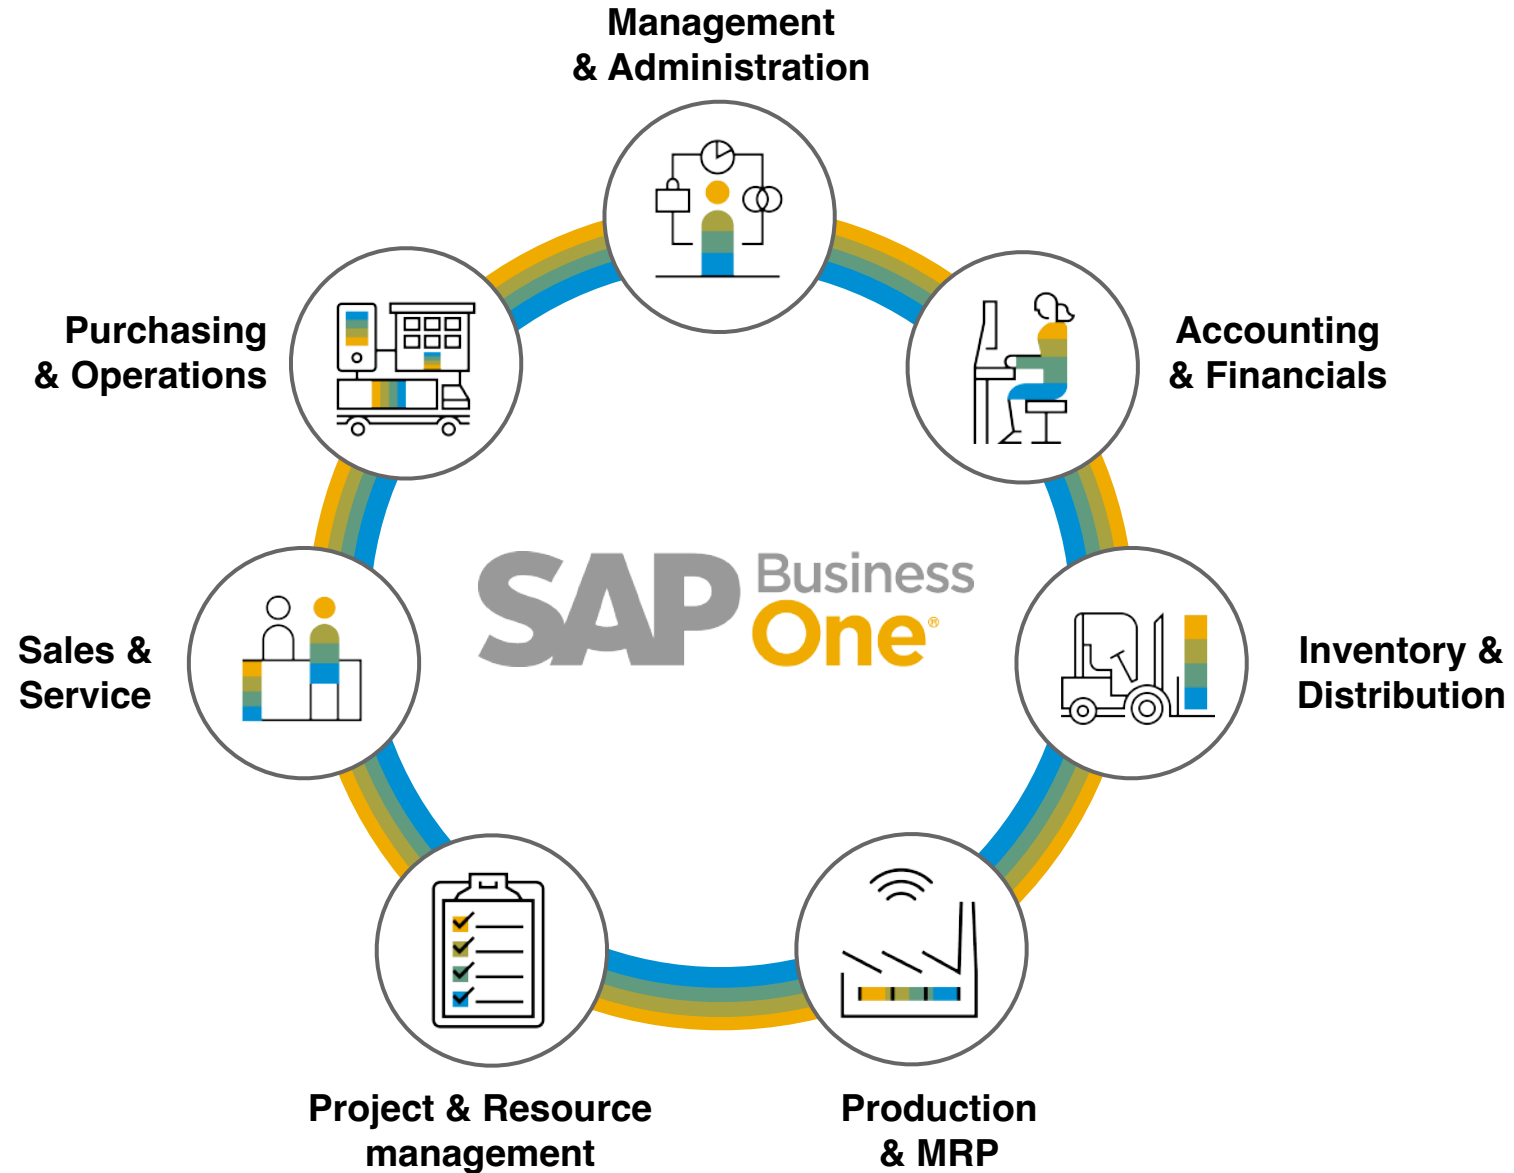 Management
& Administration
Purchasing
& Operations
Accounting
& Financials
SAP Business
One®
Sales &
Service
Inventory &
Distribution
Project & Resource
management
Production
& MRP